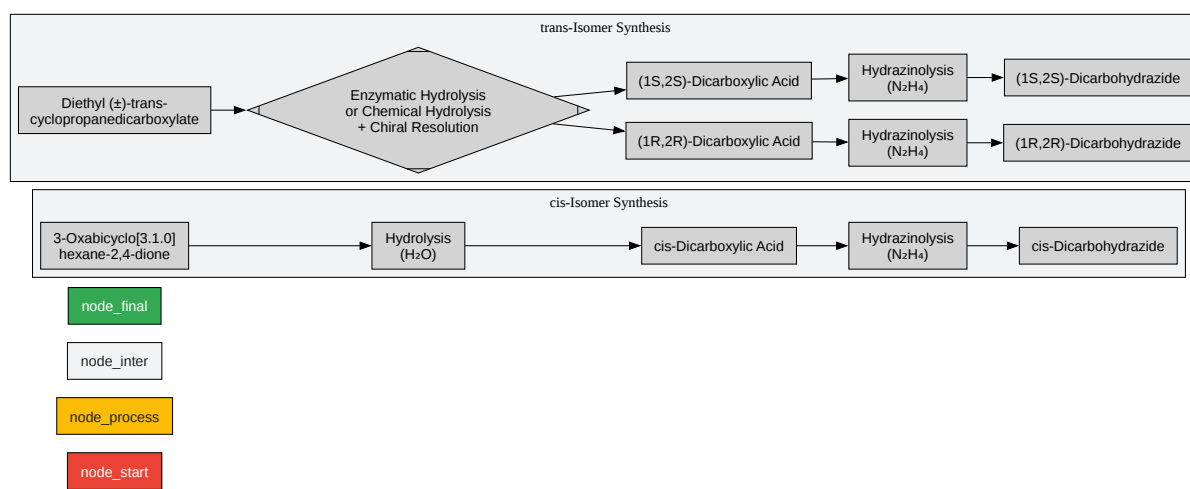 trans-Isomer Synthesis
Diethyl (±)-trans-
cyclopropanedicarboxylate
Enzymatic Hydrolysis
or Chemical Hydrolysis
+ Chiral Resolution
(1S,2S)-Dicarboxylic Acid
Hydrazinolysis
(N₂H₄)
(1S,2S)-Dicarbohydrazide
(1R,2R)-Dicarboxylic Acid
Hydrazinolysis
(N₂H₄)
(1R,2R)-Dicarbohydrazide
cis-Isomer Synthesis
3-Oxabicyclo[3.1.0]
hexane-2,4-dione
Hydrolysis
(H₂O)
cis-Dicarboxylic Acid
Hydrazinolysis
(N₂H₄)
cis-Dicarbohydrazide
node_final
node_inter
node_process
node_start